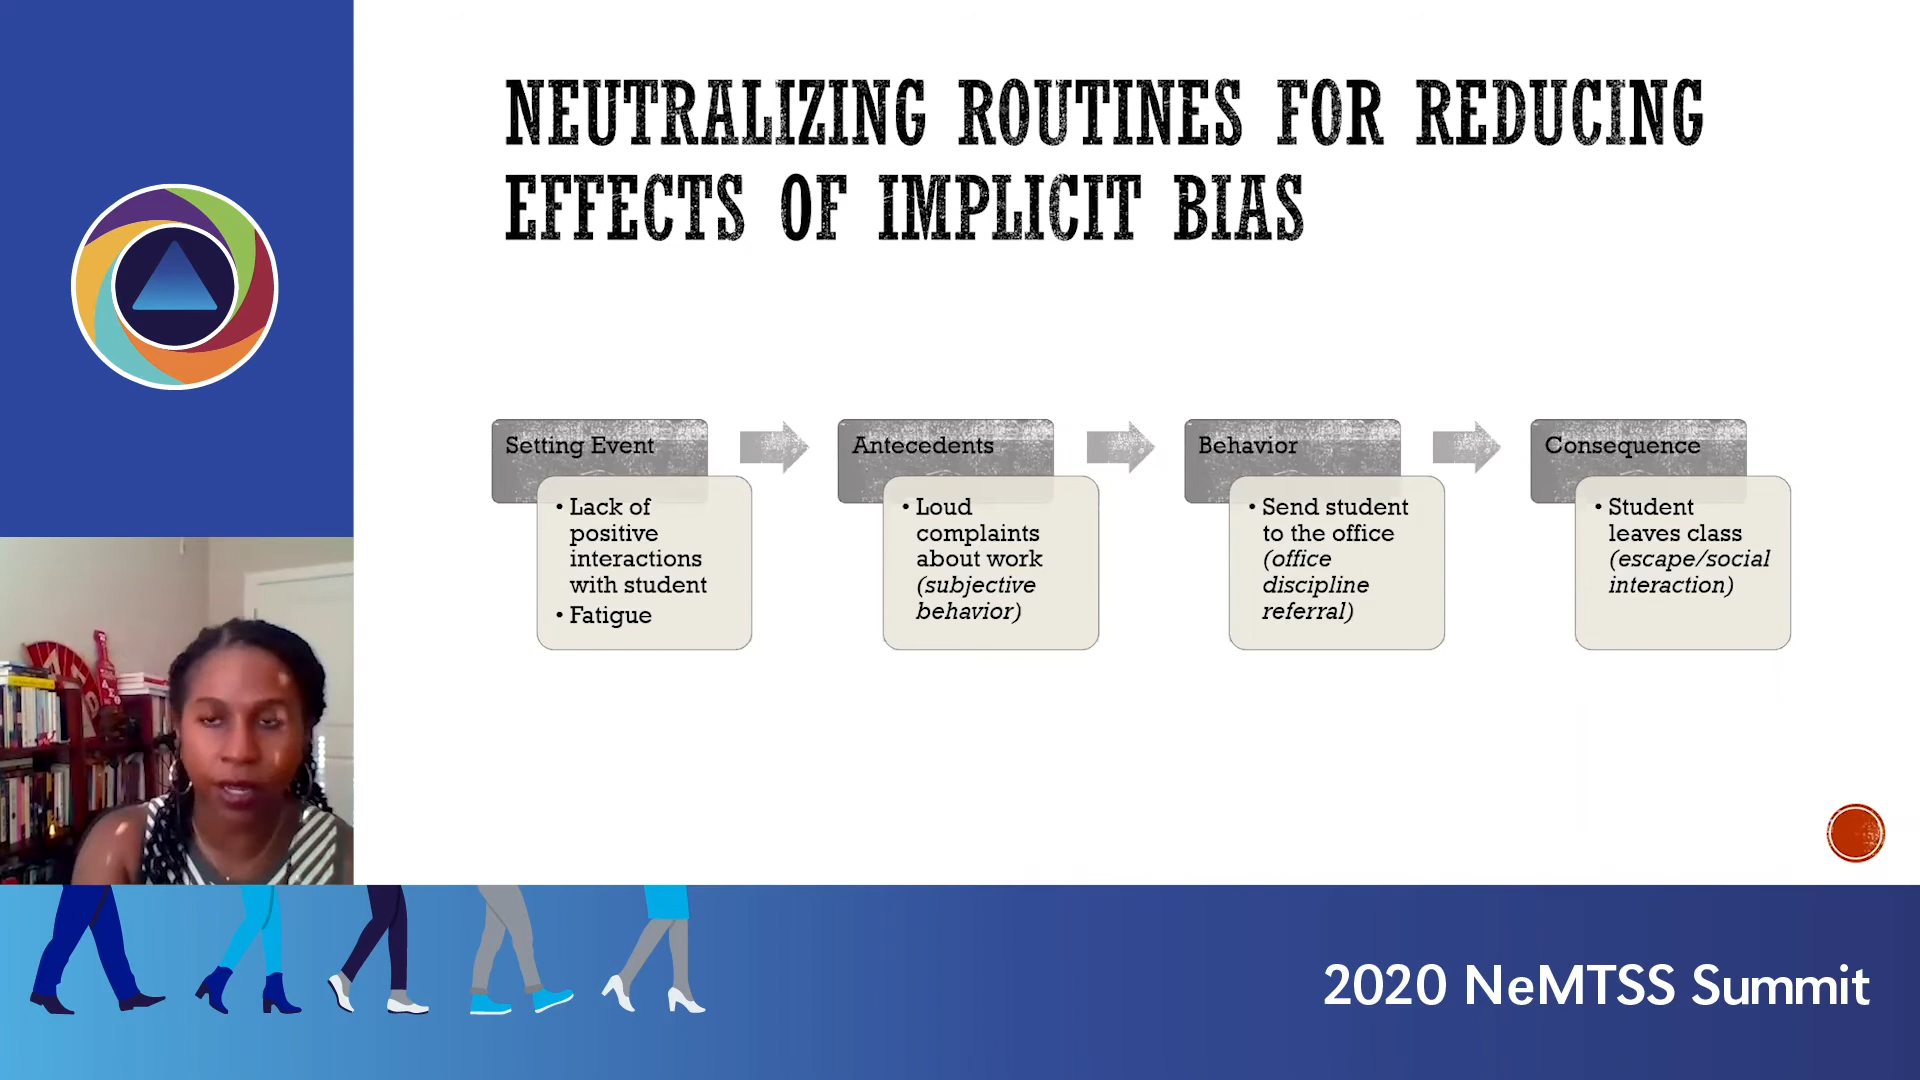 NEUTRALIZING ROUTINES FOR REDUCING
EFFECTS OF IMPLICIT BIAS
Setting Event
• Lack of
positive
interactions
with student
• Fatigue
Antecedents
• Loud
complaints
about work
(subjective
behavior)
Behavior
• Send student
to the office
(office
discipline
referral)
Consequence
• Student
leaves class
(escape/social
interaction)
2020 NeMTSS Summit